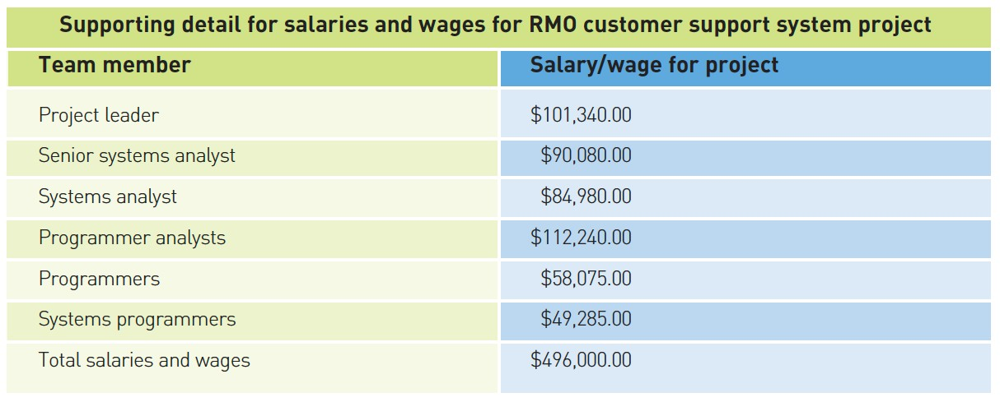 Supporting detail for salaries and wages for RMO customer support system project
Team member Salary/wage for project
Project leader $101,340.00
Senior systems analyst $90,080.00
Systems analyst $84,980.00
Programmer analysts $112,240.00
Programmers $58,075.00
Systems programmers $49,285.00
Total salaries and wages $496,000.00